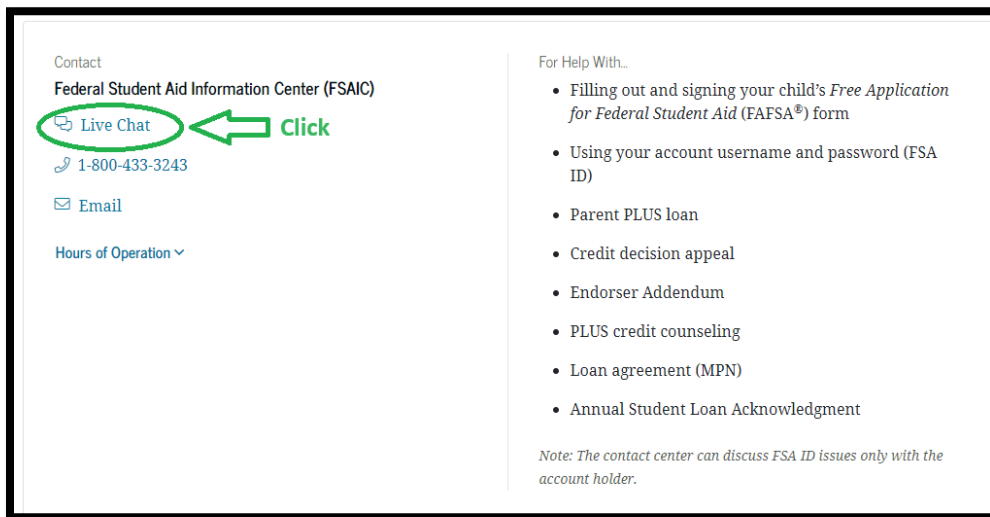 Contact
Federal Student Aid Information Center (FSAIC)
Live Chat
Click
1-800-433-3243
Email
Hours of Operation
For Help With...
• Filling out and signing your child's Free Application
for Federal Student Aid (FAFSA®) form
• Using your account username and password (FSA
ID)
• Parent PLUS loan
• Credit decision appeal
• Endorser Addendum
• PLUS credit counseling
• Loan agreement (MPN)
• Annual Student Loan Acknowledgment
Note: The contact center can discuss FSA ID issues only with the
account holder.